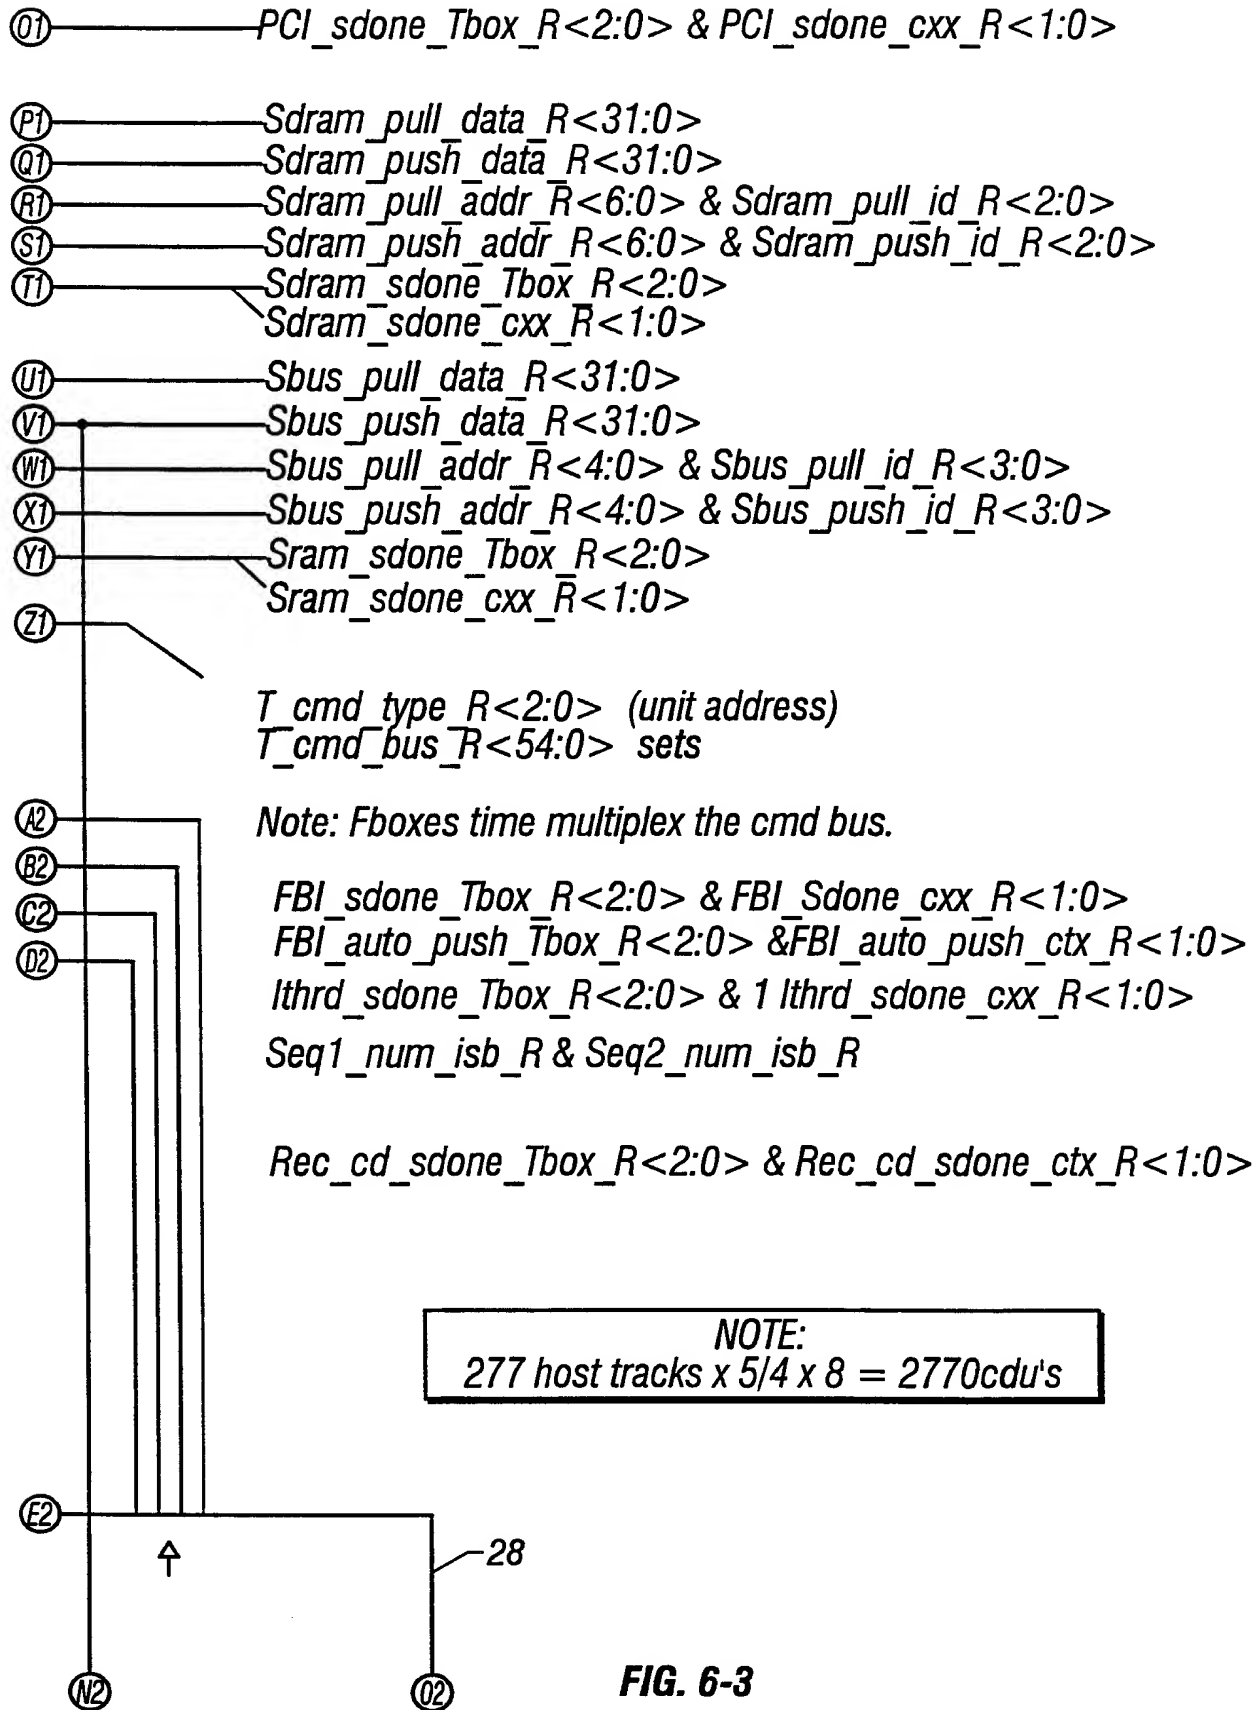 O1 PCI_sdone_Tbox_R<2:0> & PCI_sdone_cxx_R<1:0>
P1 Sdram_pull_data_R<31:0>
Q1 Sdram_push_data_R<31:0>
R1 Sdram_pull_addr_R<6:0> & Sdram_pull_id_R<2:0>
S1 Sdram_push_addr_R<6:0> & Sdram_push_id_R<2:0>
T1 Sdram_sdone_Tbox_R<2:0>
Sdram_sdone_cxx_R<1:0>
U1 Sbus_pull_data_R<31:0>
V1 Sbus_push_data_R<31:0>
W1 Sbus_pull_addr_R<4:0> & Sbus_pull_id_R<3:0>
X1 Sbus_push_addr_R<4:0> & Sbus_push_id_R<3:0>
Y1 Sram_sdone_Tbox_R<2:0>
Sram_sdone_cxx_R<1:0>
Z1
T_cmd_type_R<2:0> (unit address)
T_cmd_bus_R<54:0> sets
A2 Note: Fboxes time multiplex the cmd bus.
B2
FBI_sdone_Tbox_R<2:0> & FBI_Sdone_cxx_R<1:0>
C2
FBI_auto_push_Tbox_R<2:0> &FBI_auto_push_ctx_R<1:0>
D2
Ithrd_sdone_Tbox_R<2:0> & 1 Ithrd_sdone_cxx_R<1:0>
Seq1_num_isb_R & Seq2_num_isb_R
Rec_cd_sdone_Tbox_R<2:0> & Rec_cd_sdone_ctx_R<1:0>
NOTE:
277 host tracks x 5/4 x 8 = 2770cdu's
E2
28
N2 O2 FIG. 6-3